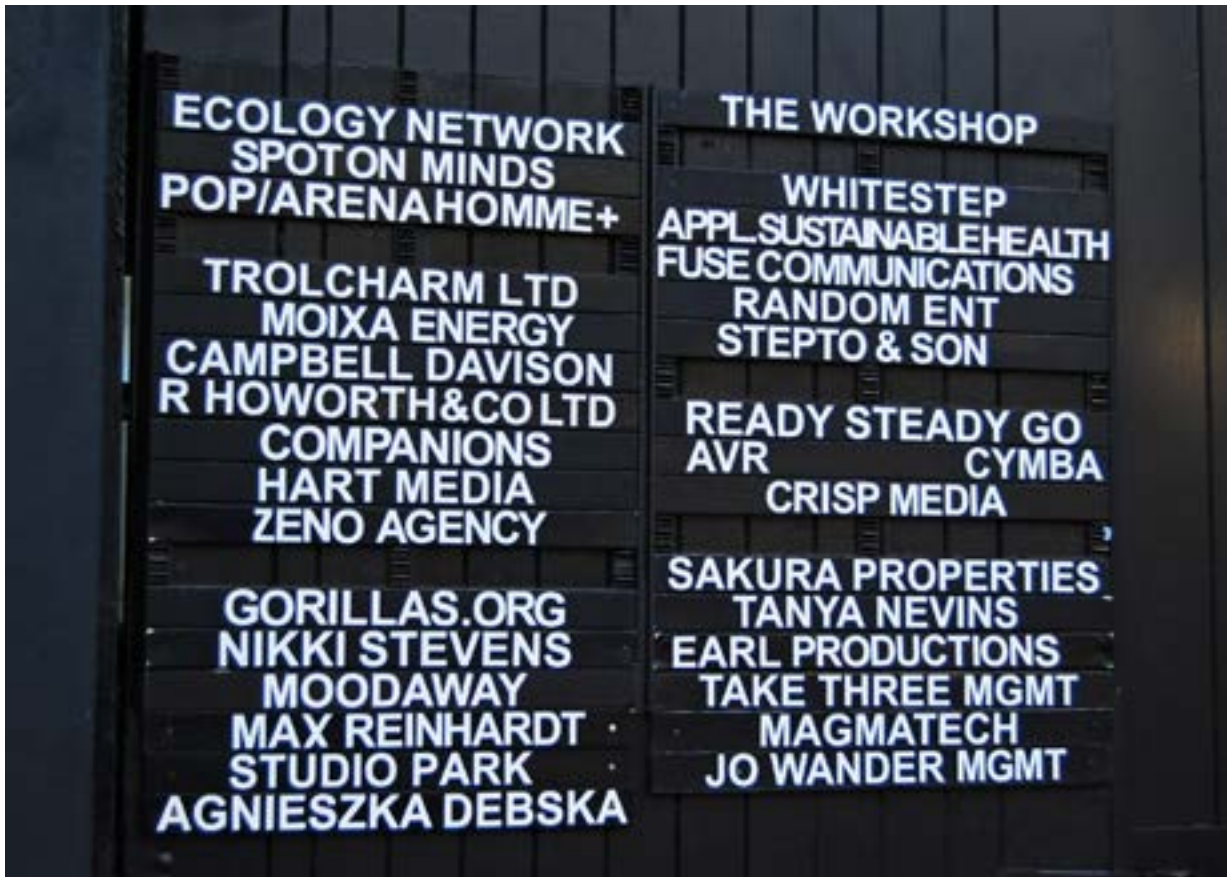 ECOLOGY NETWORK
SPOTON MINDS
POP/ARENAHOMME+
TROLCHARM LTD
MOIXA ENERGY
CAMPBELL DAVISON
R HOWORTH&CO LTD
COMPANIONS
HART MEDIA
ZENO AGENCY
GORILLAS.ORG
NIKKI STEVENS
MOODAWAY
MAX REINHARDT
STUDIO PARK
AGNIESZKA DEBSKA
THE WORKSHOP
WHITESTEP
APPL.SUSTAINABLEHEALTH
FUSE COMMUNICATIONS
RANDOM ENT
STEPTO & SON
READY STEADY GO
AVR CYMBA
CRISP MEDIA
SAKURA PROPERTIES
TANYA NEVINS
EARL PRODUCTIONS
TAKE THREE MGMT
MAGMATECH
JO WANDER MGMT